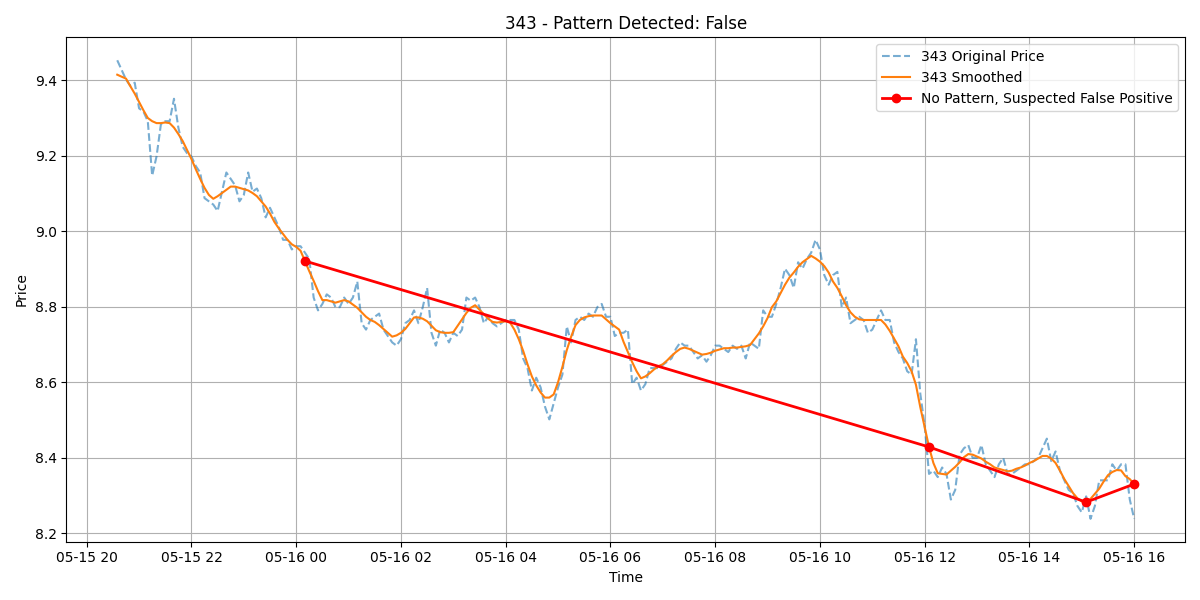 343 - Pattern Detected: False
343 Original Price
343 Smoothed
No Pattern, Suspected False Positive
Price
9.4
9.2
9.0
8.8
8.6
8.4
8.2
05-15 20 05-15 22 05-16 00 05-16 02 05-16 04 05-16 06 05-16 08 05-16 10 05-16 12 05-16 14 05-16 16
Time